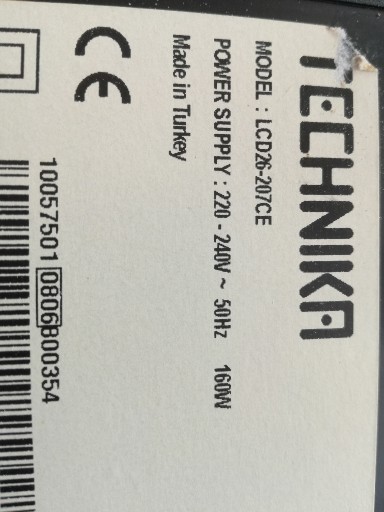 TECHNIKA
MODEL : LCD26-207CE
POWER SUPPLY : 220 - 240V ~ 50Hz 160W
Made in Turkey
CE
10057501 0806B00354